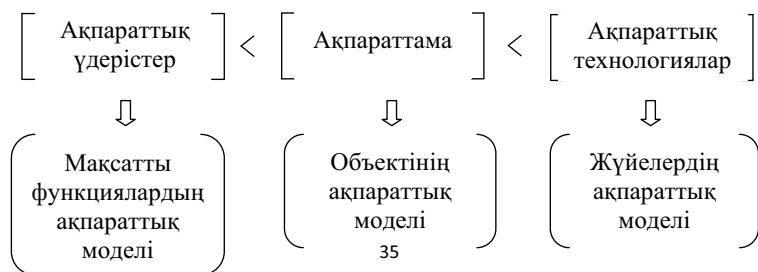 Ақпараттық
үдерістер
<
Ақпараттама
<
Ақпараттық
технологиялар
Мақсатты
функциялардың
ақпараттық
моделі
Объектінің
ақпараттық
моделі
Жүйелердің
ақпараттық
моделі
35